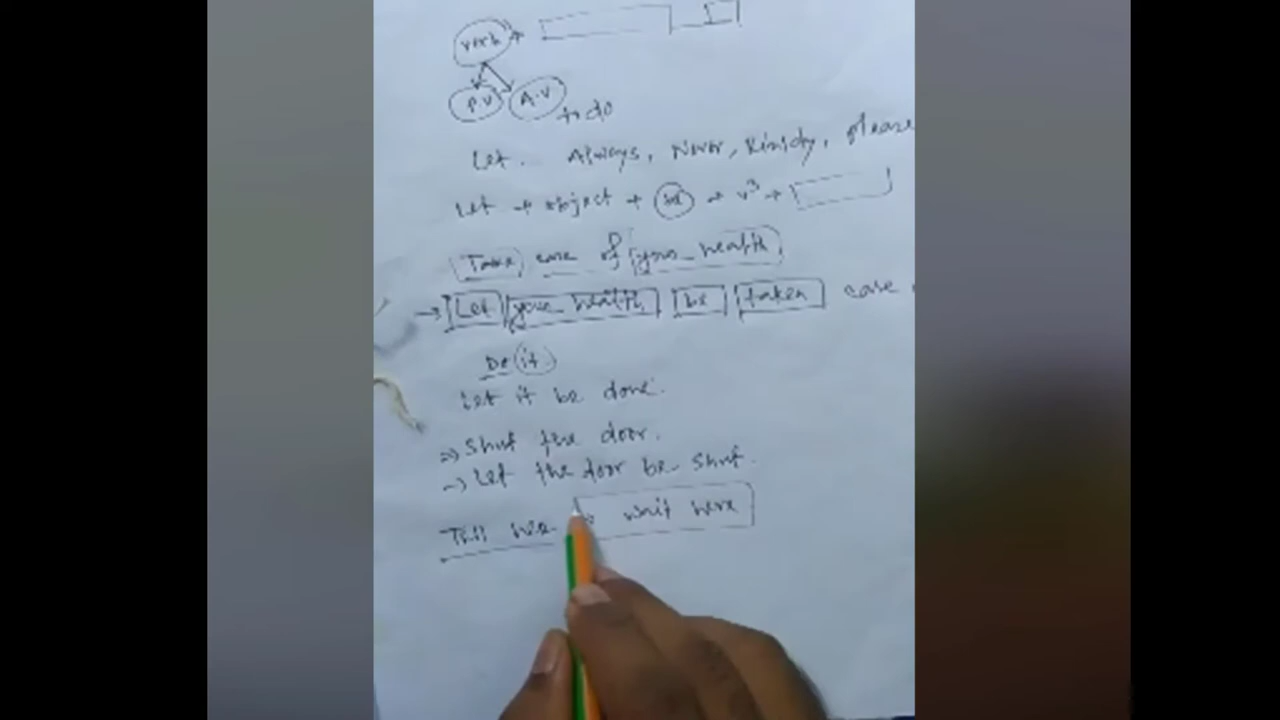 verb +
P.V A.V
to do
Let. Always, Never, Kindly, please
Let + object + be + v3 +
Take care of your health.
→ Let your health be taken care.
Do it.
Let it be done.
⇒ Shut the door.
→ Let the door be shut.
Tell wait here